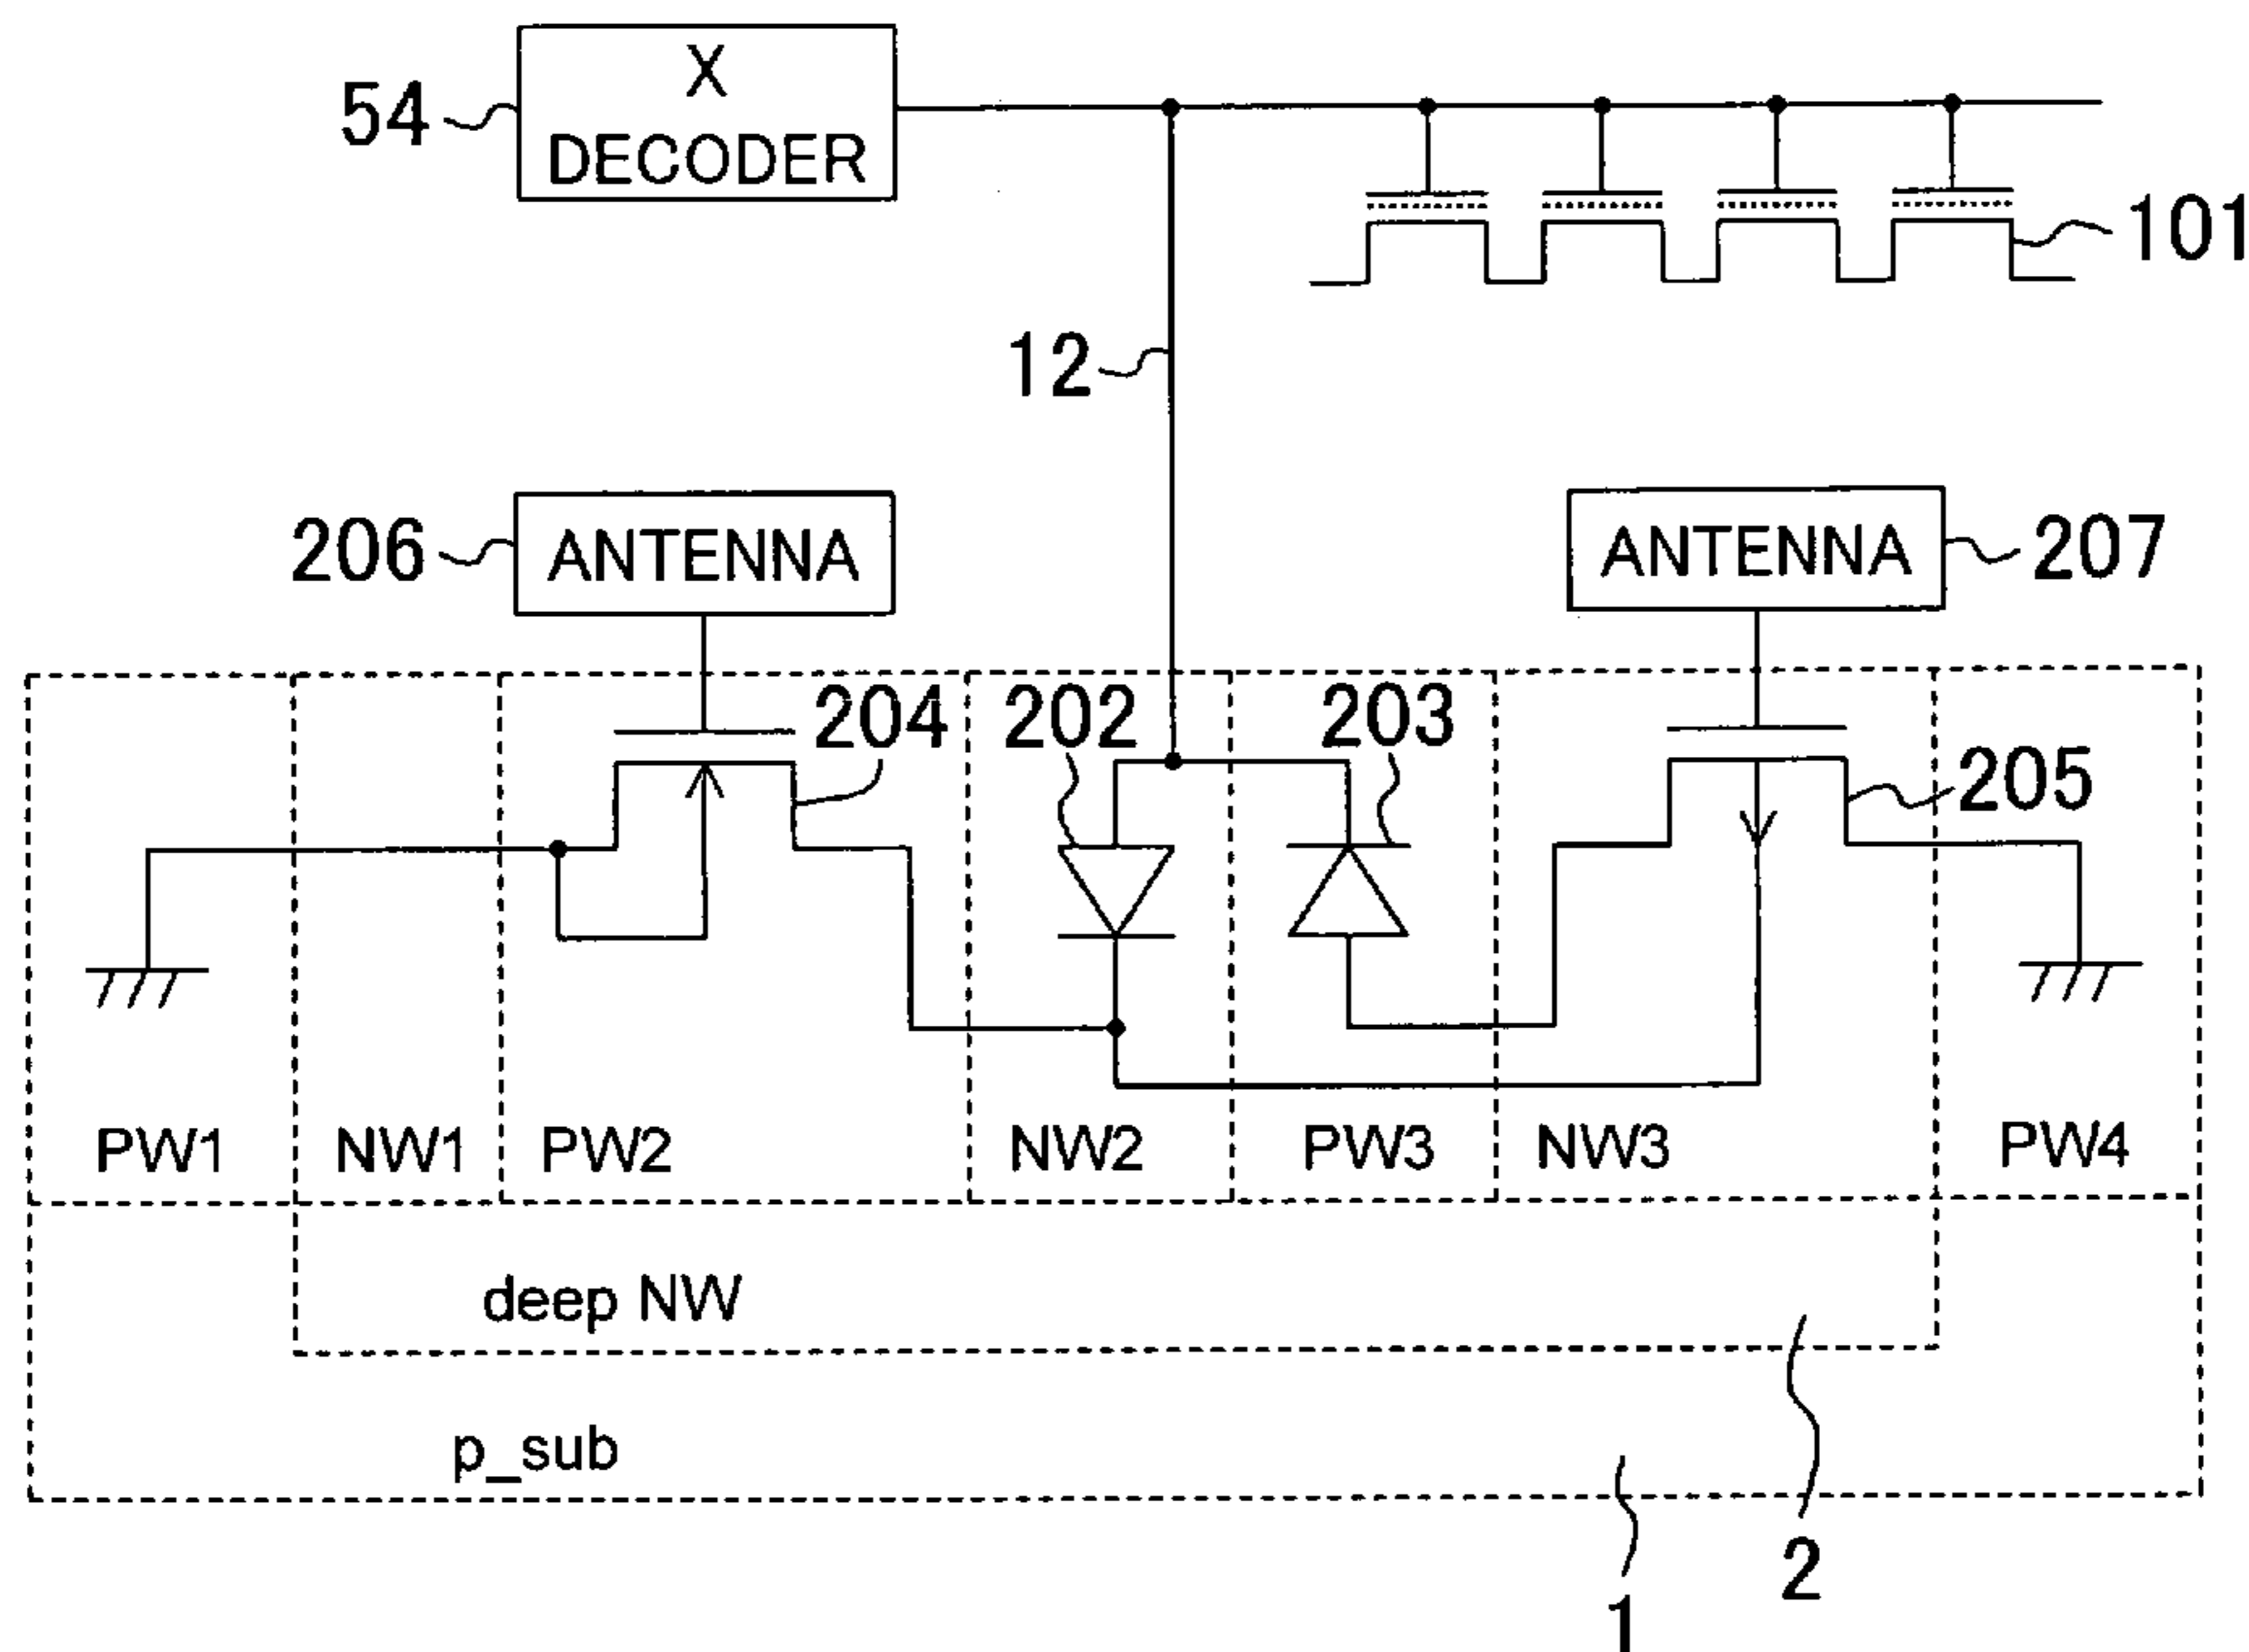 X
DECODER
54
101
12
206
ANTENNA
ANTENNA
207
204
202
203
205
PW1
NW1
PW2
NW2
PW3
NW3
PW4
deep NW
p_sub
2
1